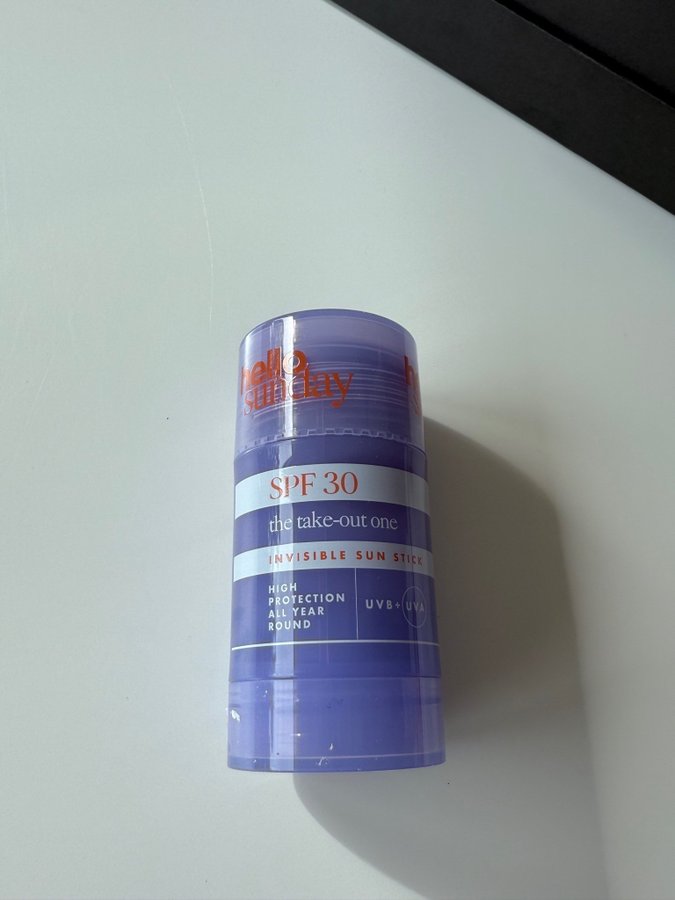 hello
sunday
SPF 30
the take-out one
INVISIBLE SUN STICK
HIGH
PROTECTION
ALL YEAR
ROUND
UVB+ UVA